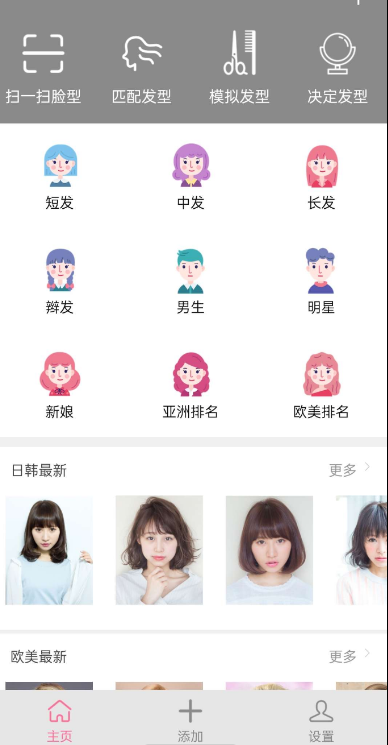 扫一扫脸型 匹配发型 模拟发型 决定发型
短发 中发 长发
辫发 男生 明星
新娘 亚洲排名 欧美排名
日韩最新 更多
欧美最新 更多
主页 添加 设置